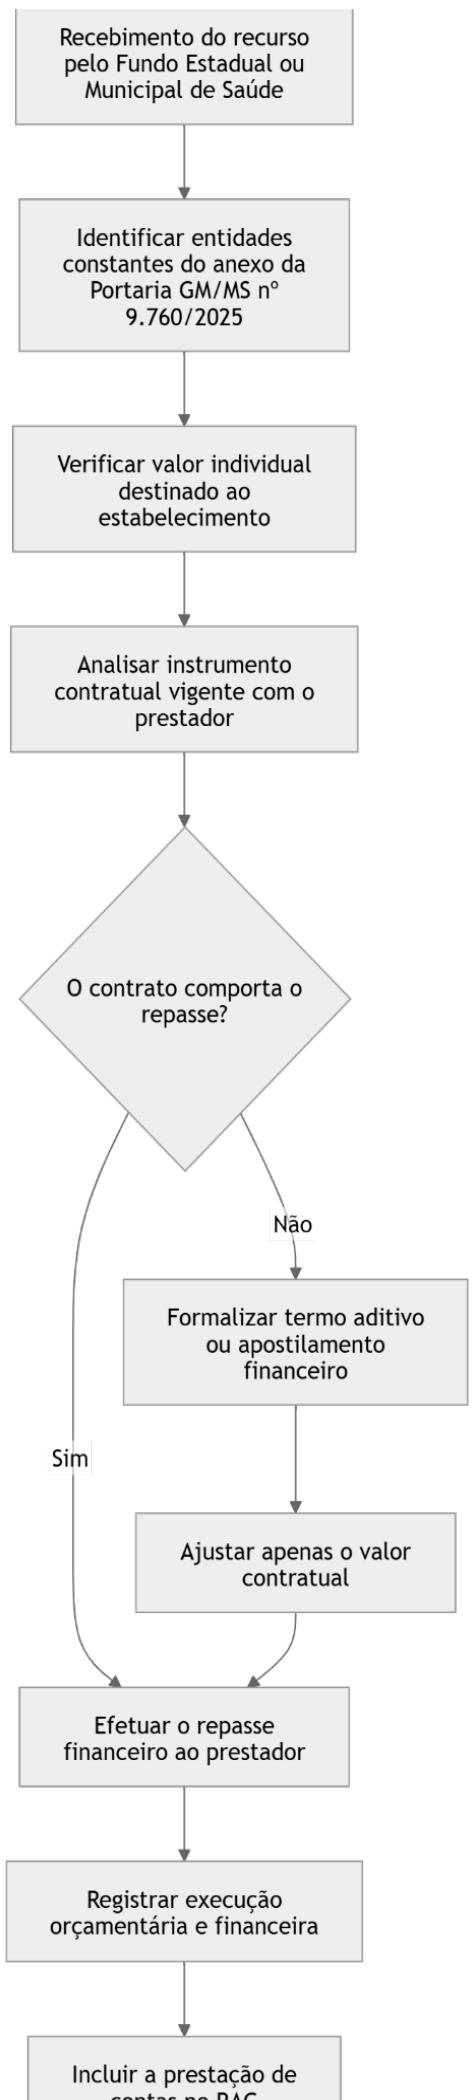 Recebimento do recurso
pelo Fundo Estadual ou
Municipal de Saúde
Identificar entidades
constantes do anexo da
Portaria GM/MS nº
9.760/2025
Verificar valor individual
destinado ao
estabelecimento
Analisar instrumento
contratual vigente com o
prestador
O contrato comporta o
repasse?
Não
Formalizar termo aditivo
ou apostilamento
financeiro
Sim
Ajustar apenas o valor
contratual
Efetuar o repasse
financeiro ao prestador
Registrar execução
orçamentária e financeira
Incluir a prestação de
contas no RAG